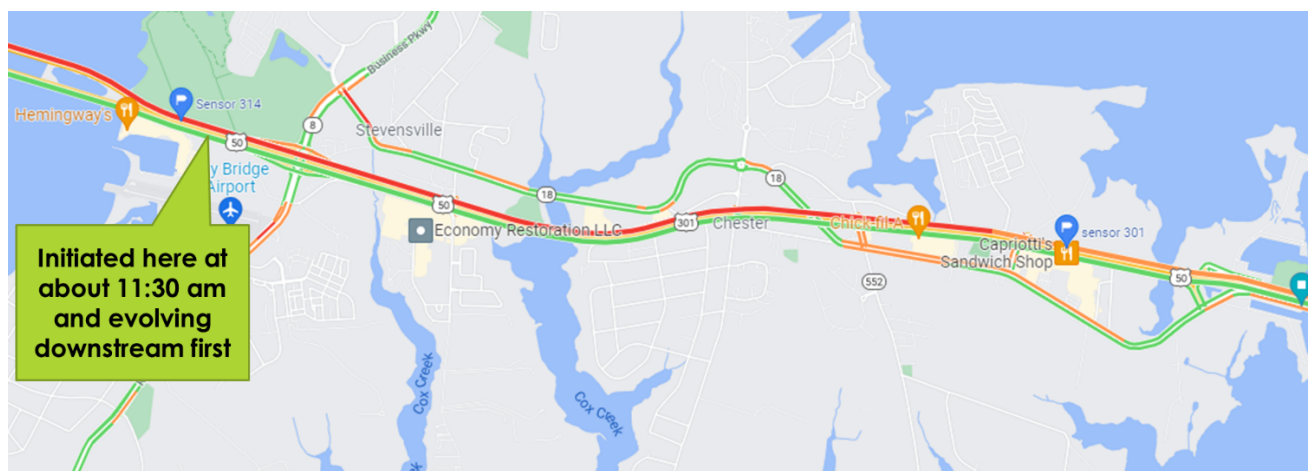 8
Business Pkwy
Hemingway's
Sensor 314
50
Stevensville
y Bridge
Airport
18
18
50
Economy Restoration LLC
301
Chester
Chick-fil-A
sensor 301
Capriotti's
Sandwich Shop
50
552
Initiated here at
about 11:30 am
and evolving
downstream first
Cox Creek
Cox Creek